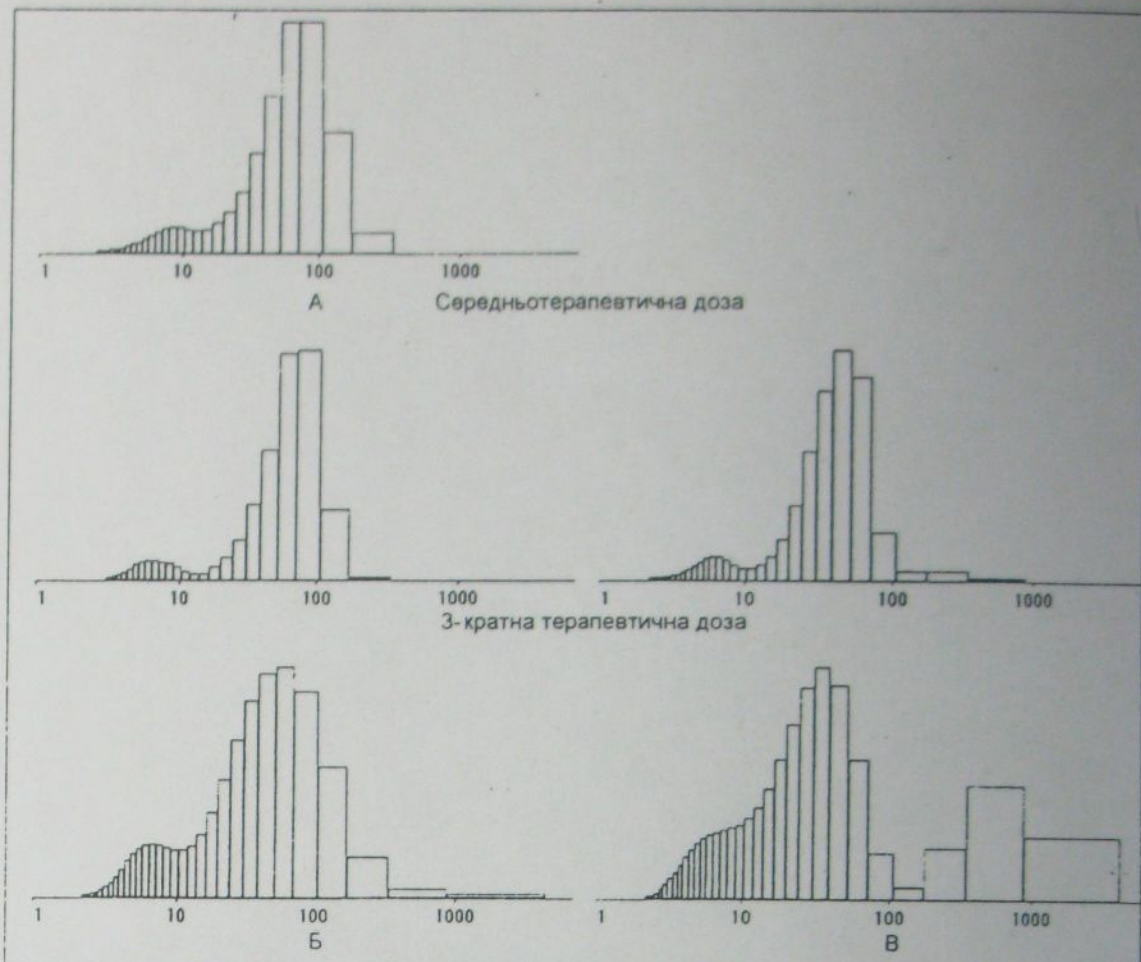 1 10 100 1000
А Середньотерапевтична доза
1 10 100 1000 1 10 100 1000
3-кратна терапевтична доза
1 10 100 1000 1 10 100 1000
Б В